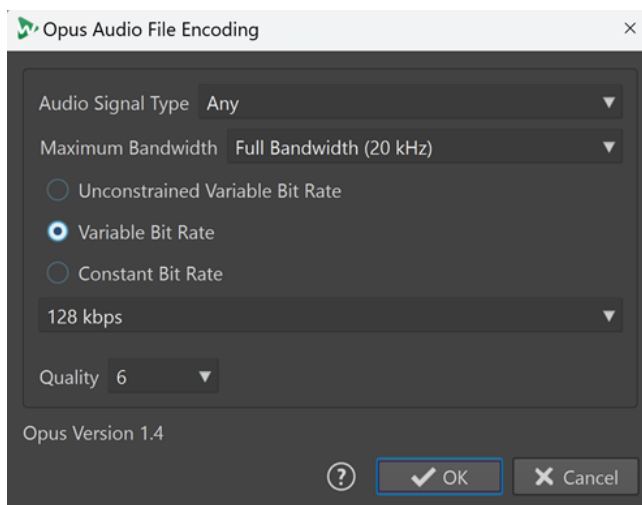 Opus Audio File Encoding
Audio Signal Type Any
Maximum Bandwidth Full Bandwidth (20 kHz)
Unconstrained Variable Bit Rate
Variable Bit Rate
Constant Bit Rate
128 kbps
Quality 6
Opus Version 1.4
? OK Cancel